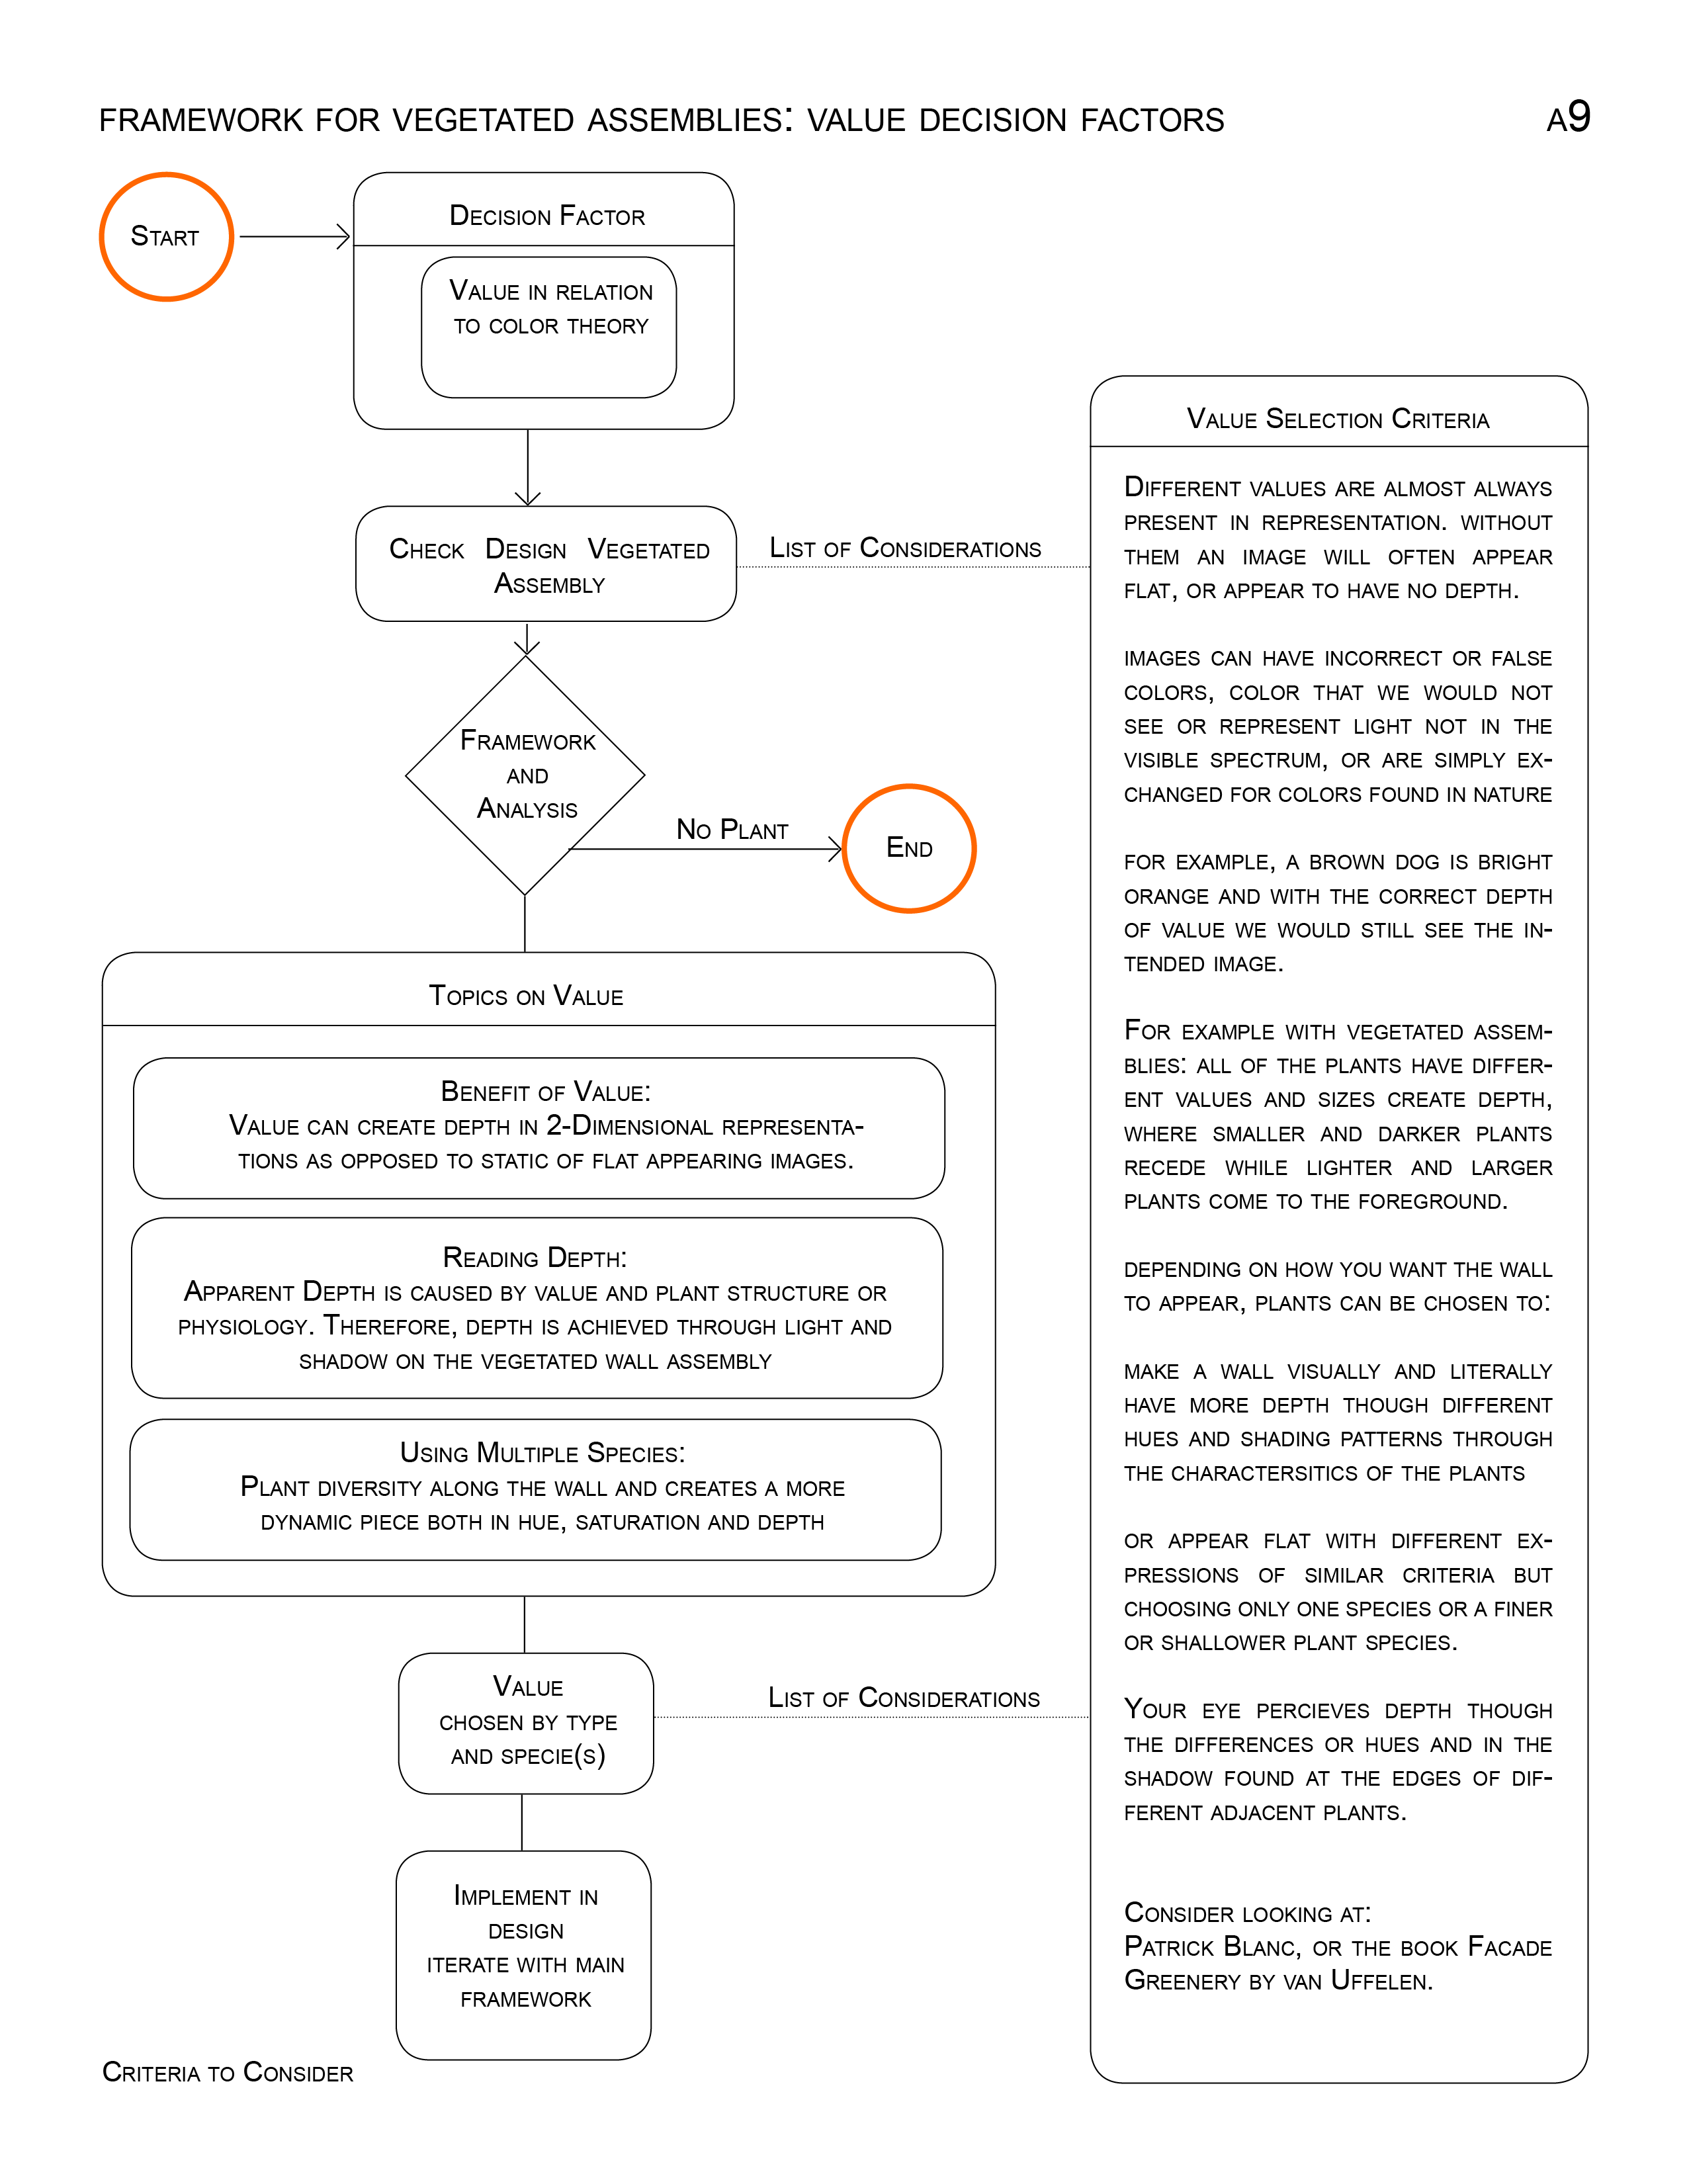 FRAMEWORK FOR VEGETATED ASSEMBLIES: VALUE DECISION FACTORS
A9
START
DECISION FACTOR
VALUE IN RELATION
TO COLOR THEORY
CHECK DESIGN VEGETATED
ASSEMBLY
LIST OF CONSIDERATIONS
FRAMEWORK
AND
ANALYSIS
NO PLANT
END
TOPICS ON VALUE
BENEFIT OF VALUE:
VALUE CAN CREATE DEPTH IN 2-DIMENSIONAL REPRESENTA-
TIONS AS OPPOSED TO STATIC OF FLAT APPEARING IMAGES.
READING DEPTH:
APPARENT DEPTH IS CAUSED BY VALUE AND PLANT STRUCTURE OR
PHYSIOLOGY. THEREFORE, DEPTH IS ACHIEVED THROUGH LIGHT AND
SHADOW ON THE VEGETATED WALL ASSEMBLY
USING MULTIPLE SPECIES:
PLANT DIVERSITY ALONG THE WALL AND CREATES A MORE
DYNAMIC PIECE BOTH IN HUE, SATURATION AND DEPTH
VALUE
CHOSEN BY TYPE
AND SPECIE(S)
LIST OF CONSIDERATIONS
IMPLEMENT IN
DESIGN
ITERATE WITH MAIN
FRAMEWORK
VALUE SELECTION CRITERIA
DIFFERENT VALUES ARE ALMOST ALWAYS
PRESENT IN REPRESENTATION. WITHOUT
THEM AN IMAGE WILL OFTEN APPEAR
FLAT, OR APPEAR TO HAVE NO DEPTH.
IMAGES CAN HAVE INCORRECT OR FALSE
COLORS, COLOR THAT WE WOULD NOT
SEE OR REPRESENT LIGHT NOT IN THE
VISIBLE SPECTRUM, OR ARE SIMPLY EX-
CHANGED FOR COLORS FOUND IN NATURE
FOR EXAMPLE, A BROWN DOG IS BRIGHT
ORANGE AND WITH THE CORRECT DEPTH
OF VALUE WE WOULD STILL SEE THE IN-
TENDED IMAGE.
FOR EXAMPLE WITH VEGETATED ASSEM-
BLIES: ALL OF THE PLANTS HAVE DIFFER-
ENT VALUES AND SIZES CREATE DEPTH,
WHERE SMALLER AND DARKER PLANTS
RECEDE WHILE LIGHTER AND LARGER
PLANTS COME TO THE FOREGROUND.
DEPENDING ON HOW YOU WANT THE WALL
TO APPEAR, PLANTS CAN BE CHOSEN TO:
MAKE A WALL VISUALLY AND LITERALLY
HAVE MORE DEPTH THOUGH DIFFERENT
HUES AND SHADING PATTERNS THROUGH
THE CHARACTERSITICS OF THE PLANTS
OR APPEAR FLAT WITH DIFFERENT EX-
PRESSIONS OF SIMILAR CRITERIA BUT
CHOOSING ONLY ONE SPECIES OR A FINER
OR SHALLOWER PLANT SPECIES.
YOUR EYE PERCIEVES DEPTH THOUGH
THE DIFFERENCES OR HUES AND IN THE
SHADOW FOUND AT THE EDGES OF DIF-
FERENT ADJACENT PLANTS.
CONSIDER LOOKING AT:
PATRICK BLANC, OR THE BOOK FACADE
GREENERY BY VAN UFFELEN.
CRITERIA TO CONSIDER